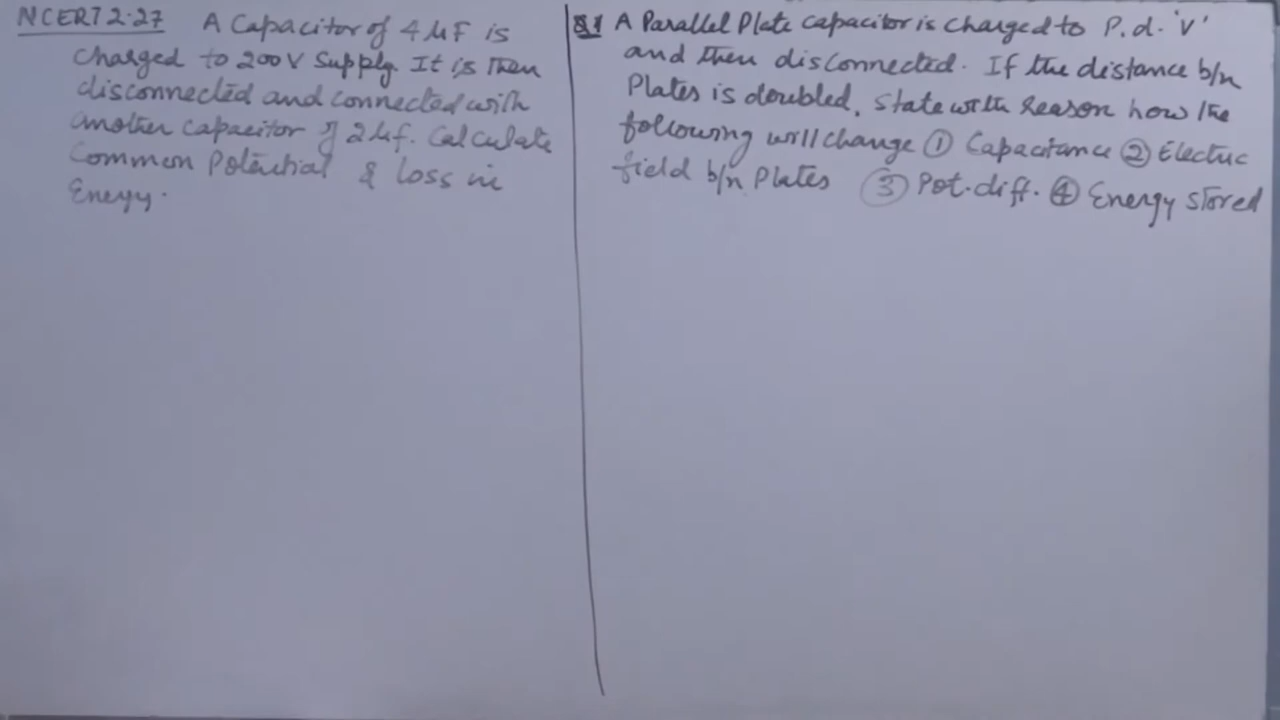 NCERT 2.27 A Capacitor of 4 μF is
charged to 200 V Supply. It is then
disconnected and connected with
another capacitor of 2 μf. Calculate
Common Potential & loss in
Energy.
Q1 A Parallel Plate capacitor is charged to P.d. 'V'
and then disconnected. If the distance b/n
Plates is doubled, state with reason how the
following will change ① Capacitance ② Electric
field b/n Plates ③ Pot. diff. ④ Energy stored